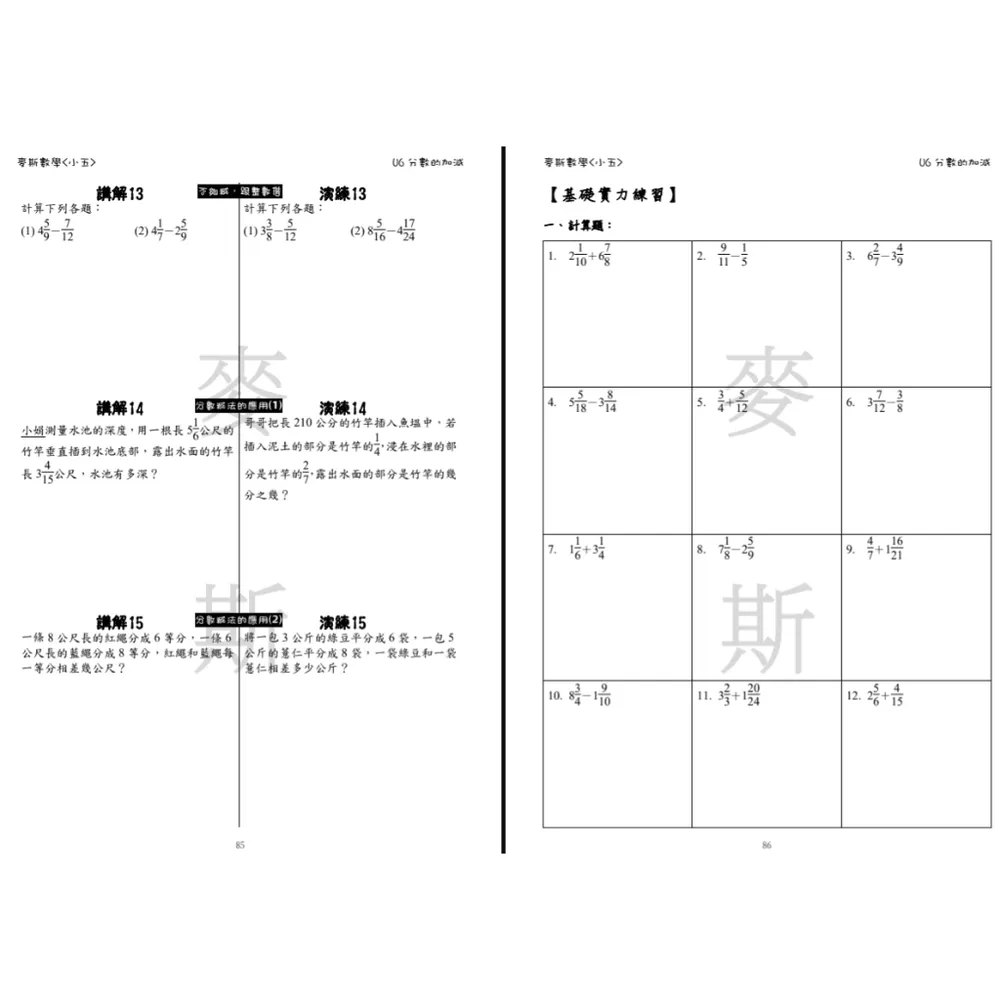 麥斯數學<小五>
U6 分數的加減
講解13
不夠減，跟整數借
演練13
計算下列各題：
(1) 4 5/9－7/12
(2) 4 1/7－2 5/9
計算下列各題：
(1) 3 3/8－5/12
(2) 8 5/16－4 17/24
講解14
分數減法的應用(1)
演練14
小娟測量水池的深度，用一根長 5 1/6 公尺的
竹竿垂直插到水池底部，露出水面的竹竿
長 3 4/15 公尺，水池有多深？
哥哥把長 210 公分的竹竿插入魚塭中，若
插入泥土的部分是竹竿的 1/4，浸在水裡的部
分是竹竿的 2/7，露出水面的部分是竹竿的幾
分之幾？
講解15
分數減法的應用(2)
演練15
一條 8 公尺長的紅繩分成 6 等分，一條 6
公尺長的藍繩分成 8 等分，紅繩和藍繩每
一等分相差幾公尺？
將一包 3 公斤的綠豆平分成 6 袋，一包 5
公斤的薏仁平分成 8 袋，一袋綠豆和一袋
薏仁相差多少公斤？
麥
斯
85
麥斯數學<小五>
U6 分數的加減
【基礎實力練習】
一、計算題：
1. 2 1/10＋6 7/8
2. 9/11－1/5
3. 6 2/7－3 4/9
4. 5 5/18－3 8/14
5. 3/4＋5/12
6. 3 7/12－3/8
7. 1 1/6＋3 1/4
8. 7 1/8－2 5/9
9. 4/7＋1 16/21
10. 8 3/4－1 9/10
11. 3 2/3＋1 20/24
12. 2 5/6＋4/15
麥
斯
86